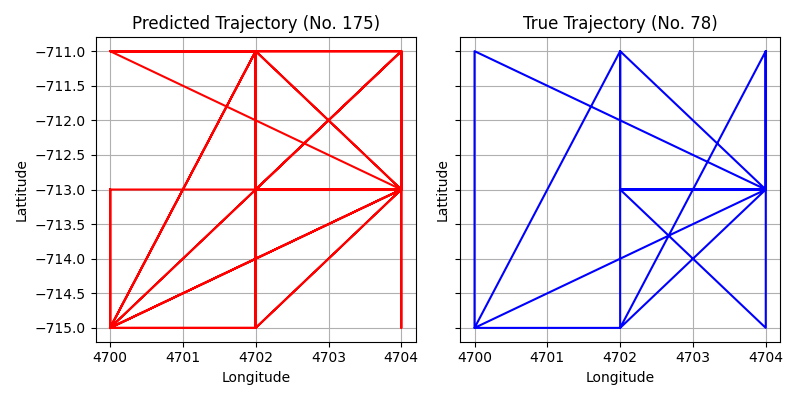 Predicted Trajectory (No. 175)
True Trajectory (No. 78)
Lattitude
−711.0
−711.5
−712.0
−712.5
−713.0
−713.5
−714.0
−714.5
−715.0
4700 4701 4702 4703 4704
Longitude
Lattitude
4700 4701 4702 4703 4704
Longitude